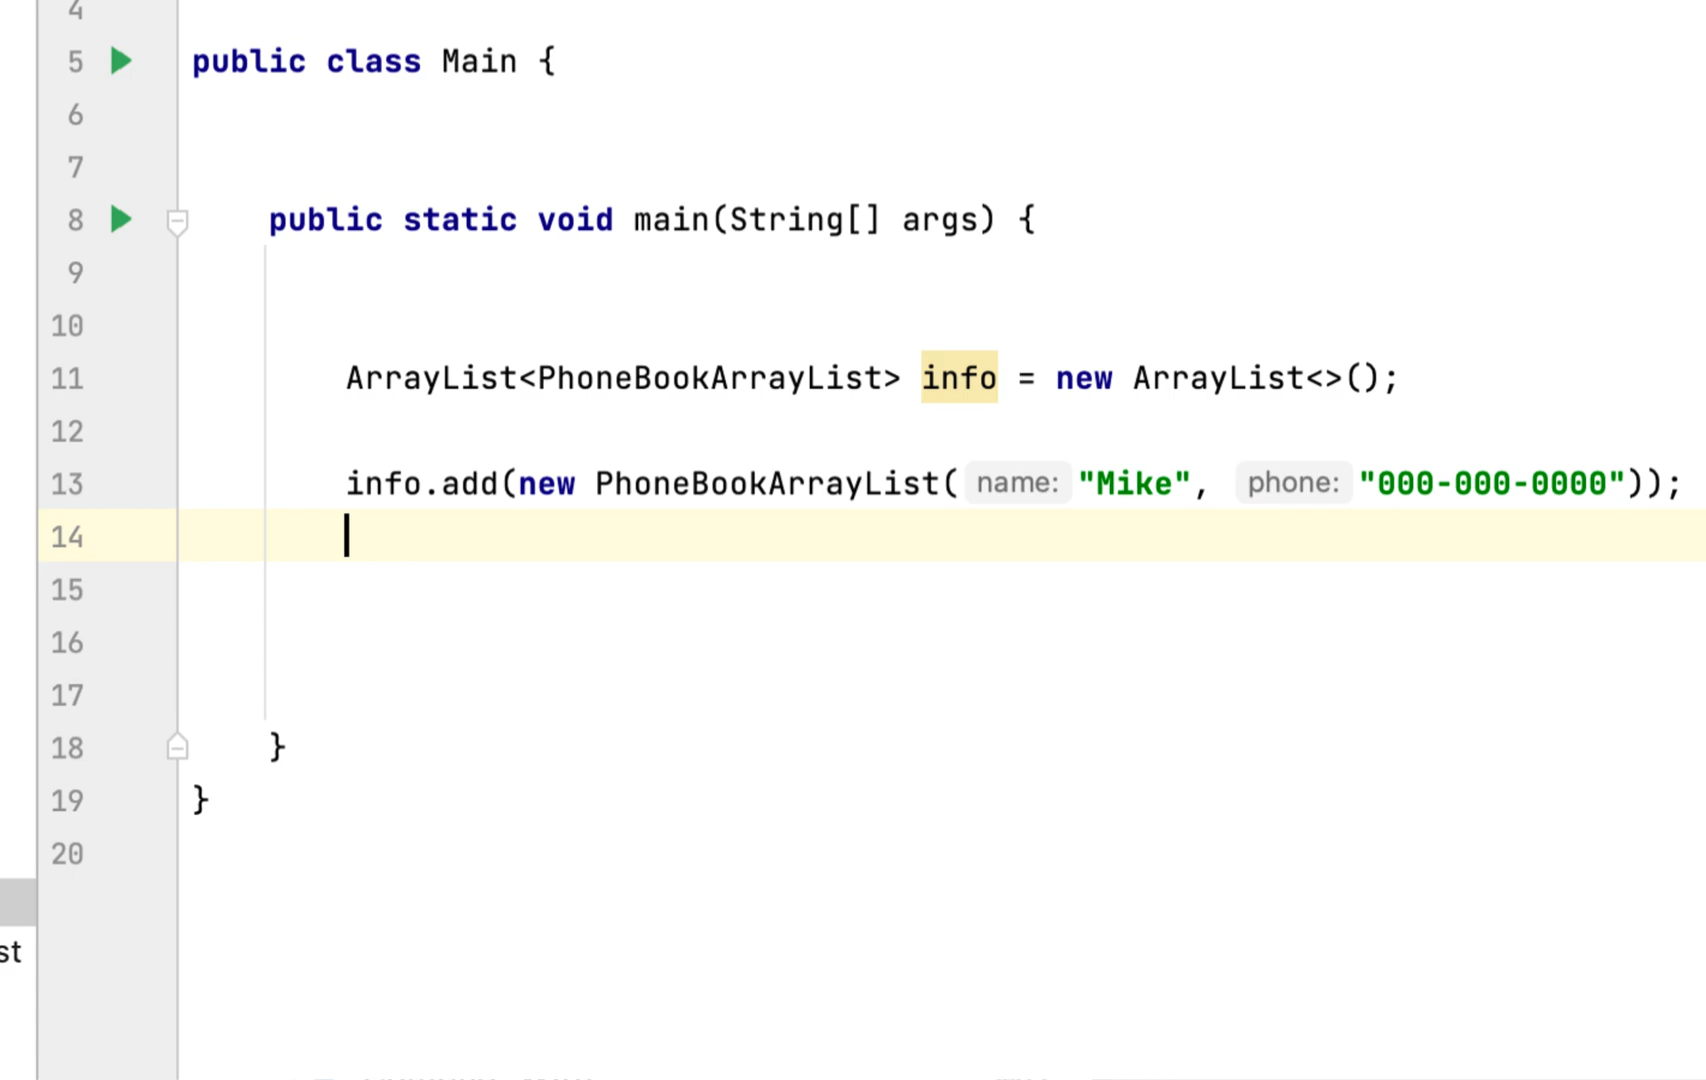 4
5 public class Main {
6
7
8 public static void main(String[] args) {
9
10
11 ArrayList<PhoneBookArrayList> info = new ArrayList<>();
12
13 info.add(new PhoneBookArrayList( name: "Mike", phone: "000-000-0000"));
14
15
16
17
18 }
19 }
20
st